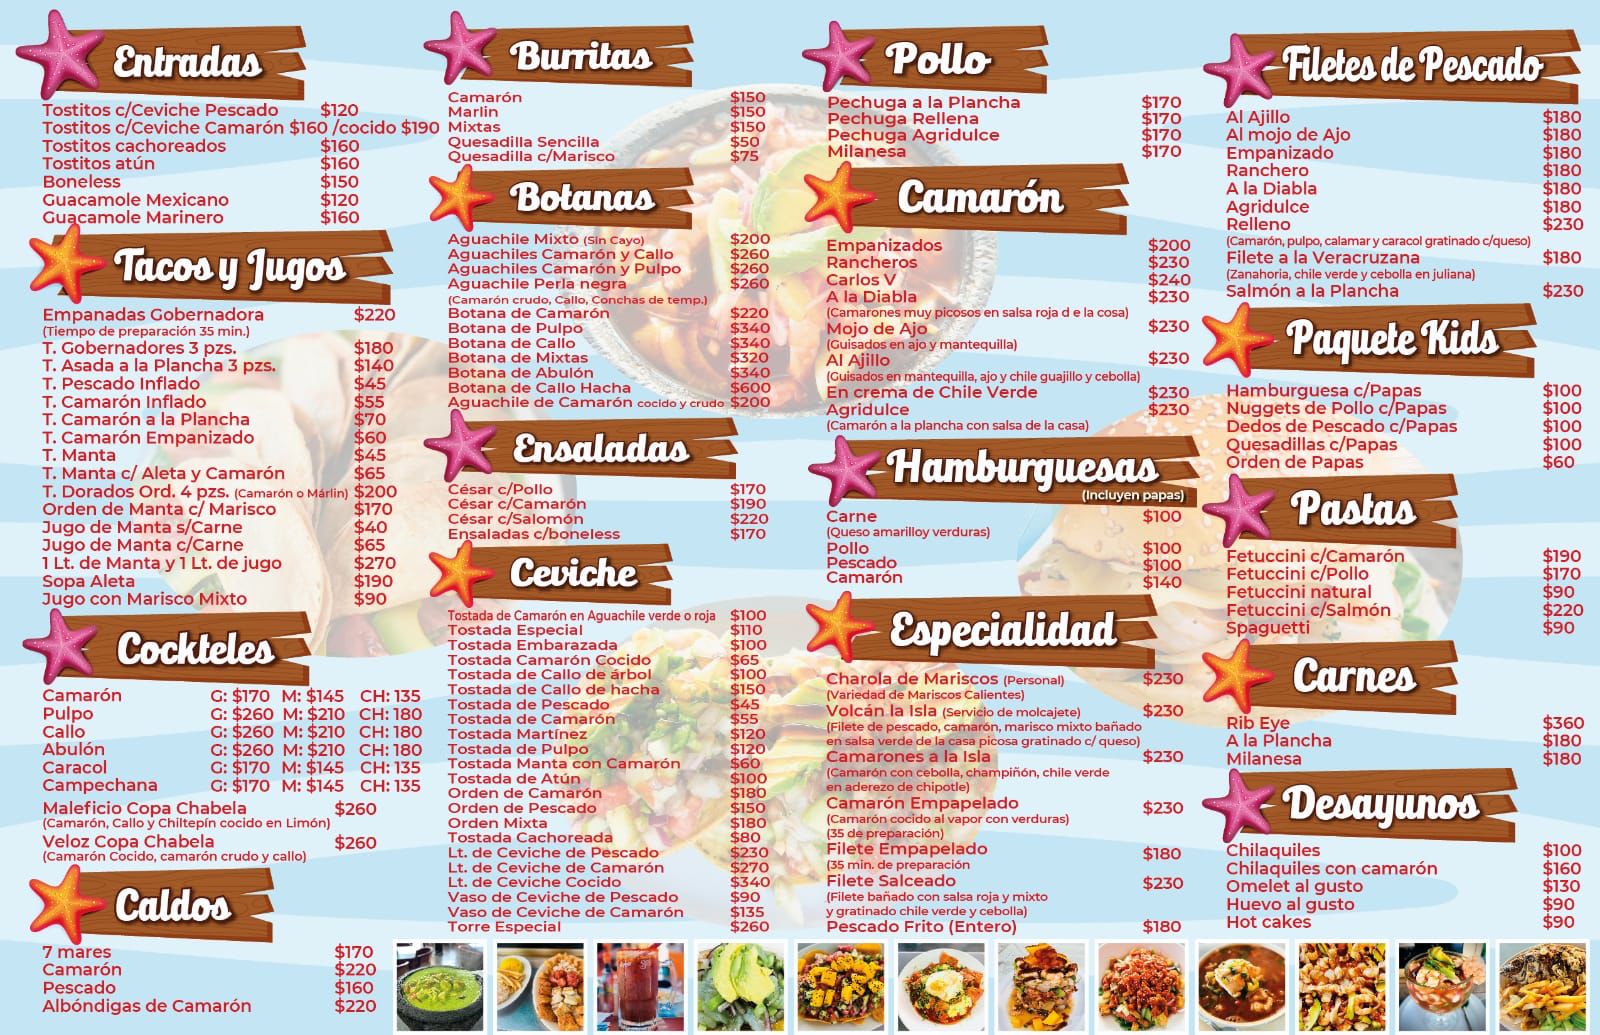 Entradas
Tostitos c/Ceviche Pescado $120
Tostitos c/Ceviche Camarón $160 /cocido $190
Tostitos cachoreados $160
Tostitos atún $160
Boneless $150
Guacamole Mexicano $120
Guacamole Marinero $160
Tacos y Jugos
Empanadas Gobernadora $220
(Tiempo de preparación 35 min.)
T. Gobernadores 3 pzs. $180
T. Asada a la Plancha 3 pzs. $140
T. Pescado Inflado $45
T. Camarón Inflado $55
T. Camarón a la Plancha $70
T. Camarón Empanizado $60
T. Manta $45
T. Manta c/ Aleta y Camarón $65
T. Dorados Ord. 4 pzs. (Camarón o Márlin) $200
Orden de Manta c/ Marisco $170
Jugo de Manta s/Carne $40
Jugo de Manta c/Carne $65
1 Lt. de Manta y 1 Lt. de jugo $270
Sopa Aleta $190
Jugo con Marisco Mixto $90
Cockteles
Camarón G: $170 M: $145 CH: 135
Pulpo G: $260 M: $210 CH: 180
Callo G: $260 M: $210 CH: 180
Abulón G: $260 M: $210 CH: 180
Caracol G: $170 M: $145 CH: 135
Campechana G: $170 M: $145 CH: 135
Maleficio Copa Chabela $260
(Camarón, Callo y Chiltepín cocido en Limón)
Veloz Copa Chabela $260
(Camarón Cocido, camarón crudo y callo)
Caldos
7 mares $170
Camarón $220
Pescado $160
Albóndigas de Camarón $220
Burritas
Camarón $150
Marlin $150
Mixtas $150
Quesadilla Sencilla $50
Quesadilla c/Marisco $75
Botanas
Aguachile Mixto (Sin Cayo) $200
Aguachiles Camarón y Callo $260
Aguachiles Camarón y Pulpo $260
Aguachile Perla negra $260
(Camarón crudo, Callo, Conchas de temp.)
Botana de Camarón $220
Botana de Pulpo $340
Botana de Callo $340
Botana de Mixtas $320
Botana de Abulón $340
Botana de Callo Hacha $600
Aguachile de Camarón cocido y crudo $200
Ensaladas
César c/Pollo $170
César c/Camarón $190
César c/Salomón $220
Ensaladas c/boneless $170
Ceviche
Tostada de Camarón en Aguachile verde o roja $100
Tostada Especial $110
Tostada Embarazada $100
Tostada Camarón Cocido $65
Tostada de Callo de árbol $100
Tostada de Callo de hacha $150
Tostada de Pescado $45
Tostada de Camarón $55
Tostada Martínez $120
Tostada de Pulpo $120
Tostada Manta con Camarón $60
Tostada de Atún $100
Orden de Camarón $180
Orden de Pescado $150
Orden Mixta $180
Tostada Cachoreada $80
Lt. de Ceviche de Pescado $230
Lt. de Ceviche de Camarón $270
Lt. de Ceviche Cocido $340
Vaso de Ceviche de Pescado $90
Vaso de Ceviche de Camarón $135
Torre Especial $260
Pollo
Pechuga a la Plancha $170
Pechuga Rellena $170
Pechuga Agridulce $170
Milanesa $170
Camarón
Empanizados $200
Rancheros $230
Carlos V $240
A la Diabla $230
(Camarones muy picosos en salsa roja d e la cosa)
Mojo de Ajo $230
(Guisados en ajo y mantequilla)
Al Ajillo $230
(Guisados en mantequilla, ajo y chile guajillo y cebolla)
En crema de Chile Verde $230
Agridulce $230
(Camarón a la plancha con salsa de la casa)
Hamburguesas
(Incluyen papas)
Carne $100
(Queso amarilloy verduras)
Pollo $100
Pescado $100
Camarón $140
Especialidad
Charola de Mariscos (Personal) $230
(Variedad de Mariscos Calientes)
Volcán la Isla (Servicio de molcajete) $230
(Filete de pescado, camarón, marisco mixto bañado
en salsa verde de la casa picosa gratinado c/ queso)
Camarones a la Isla $230
(Camarón con cebolla, champiñón, chile verde
en aderezo de chipotle)
Camarón Empapelado $230
(Camarón cocido al vapor con verduras)
(35 de preparación)
Filete Empapelado $180
(35 min. de preparación
Filete Salceado $230
(Filete bañado con salsa roja y mixto
y gratinado chile verde y cebolla)
Pescado Frito (Entero) $180
Filetes de Pescado
Al Ajillo $180
Al mojo de Ajo $180
Empanizado $180
Ranchero $180
A la Diabla $180
Agridulce $180
Relleno $230
(Camarón, pulpo, calamar y caracol gratinado c/queso)
Filete a la Veracruzana $180
(Zanahoria, chile verde y cebolla en juliana)
Salmón a la Plancha $230
Paquete Kids
Hamburguesa c/Papas $100
Nuggets de Pollo c/Papas $100
Dedos de Pescado c/Papas $100
Quesadillas c/Papas $100
Orden de Papas $60
Pastas
Fetuccini c/Camarón $190
Fetuccini c/Pollo $170
Fetuccini natural $90
Fetuccini c/Salmón $220
Spaguetti $90
Carnes
Rib Eye $360
A la Plancha $180
Milanesa $180
Desayunos
Chilaquiles $100
Chilaquiles con camarón $160
Omelet al gusto $130
Huevo al gusto $90
Hot cakes $90